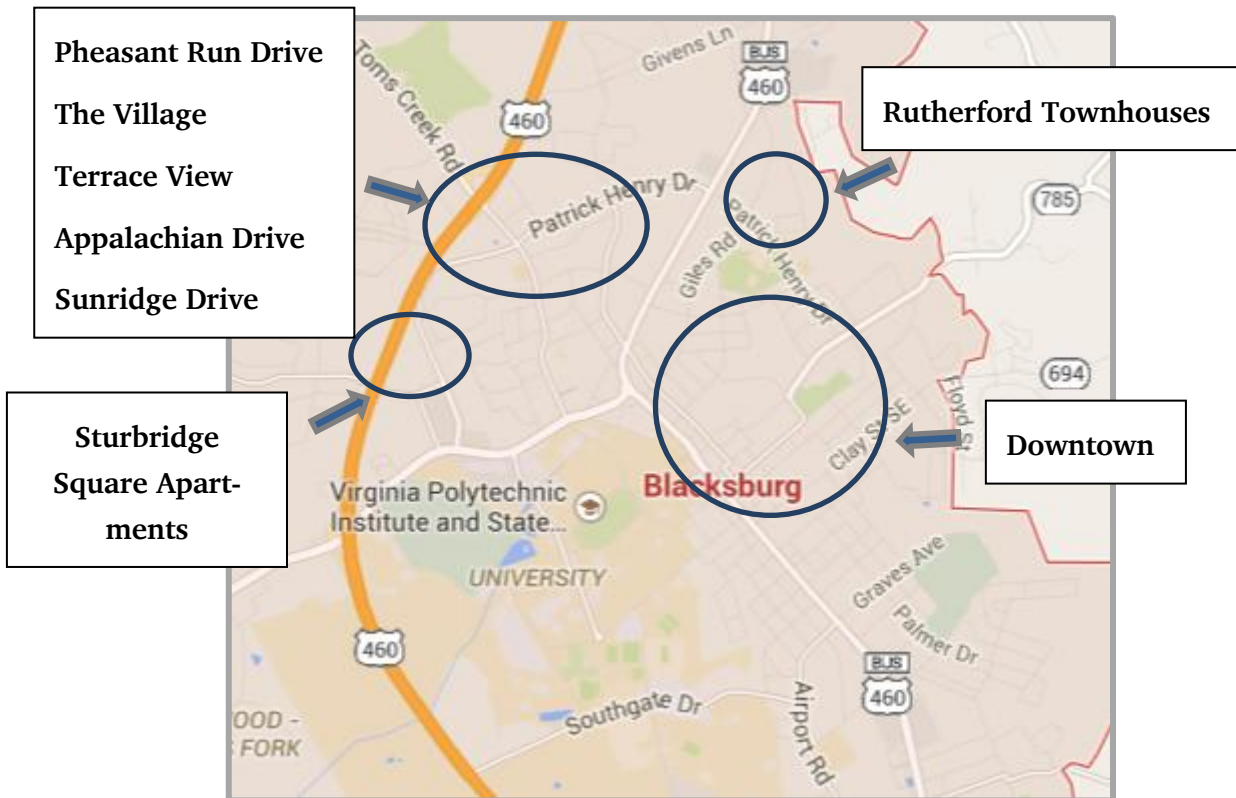 Pheasant Run Drive
The Village
Terrace View
Appalachian Drive
Sunridge Drive
Rutherford Townhouses
Sturbridge
Square Apart-
ments
Downtown
Givens Ln
BUS
460
Toms Creek Rd
460
Patrick Henry Dr
785
Patrick Henry Dr
Giles Rd
694
Floyd St
Clay St SE
Blacksburg
Virginia Polytechnic
Institute and State...
UNIVERSITY
Graves Ave
Palmer Dr
460
BUS
460
Airport Rd
Southgate Dr
OOD -
FORK